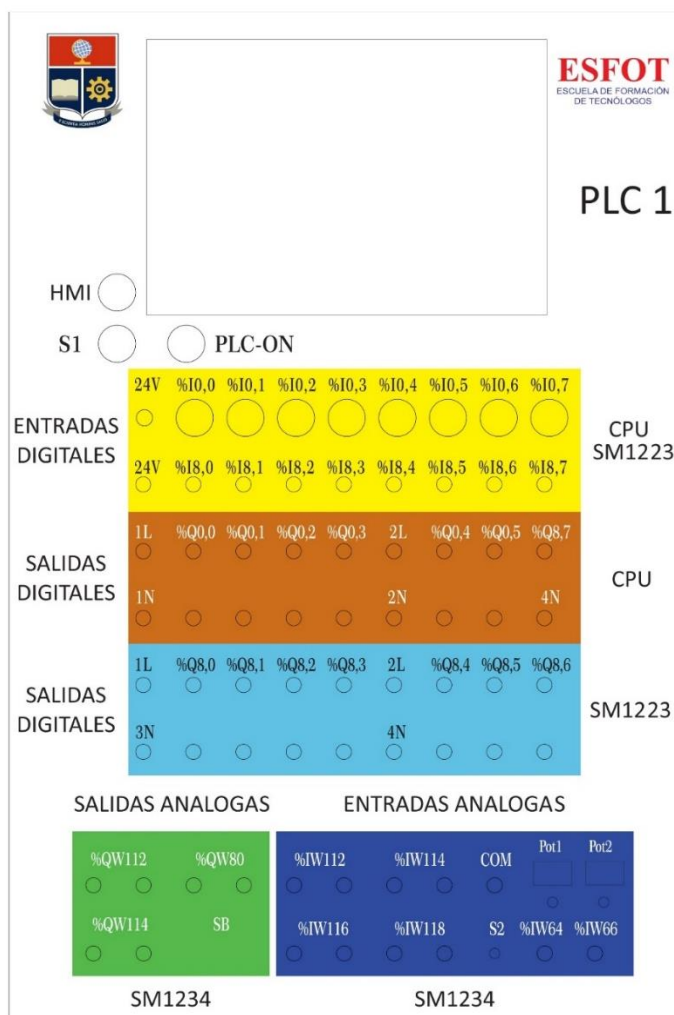 ESFOT
ESCUELA DE FORMACIÓN
DE TECNÓLOGOS
PLC 1
HMI
S1 PLC-ON
24V %I0,0 %I0,1 %I0,2 %I0,3 %I0,4 %I0,5 %I0,6 %I0,7
ENTRADAS
DIGITALES
CPU
SM1223
24V %I8,0 %I8,1 %I8,2 %I8,3 %I8,4 %I8,5 %I8,6 %I8,7
1L %Q0,0 %Q0,1 %Q0,2 %Q0,3 2L %Q0,4 %Q0,5 %Q8,7
SALIDAS
DIGITALES
CPU
1N 2N 4N
1L %Q8,0 %Q8,1 %Q8,2 %Q8,3 2L %Q8,4 %Q8,5 %Q8,6
SALIDAS
DIGITALES
SM1223
3N 4N
SALIDAS ANALOGAS ENTRADAS ANALOGAS
%QW112 %QW80 %IW112 %IW114 COM Pot1 Pot2
%QW114 SB %IW116 %IW118 S2 %IW64 %IW66
SM1234 SM1234